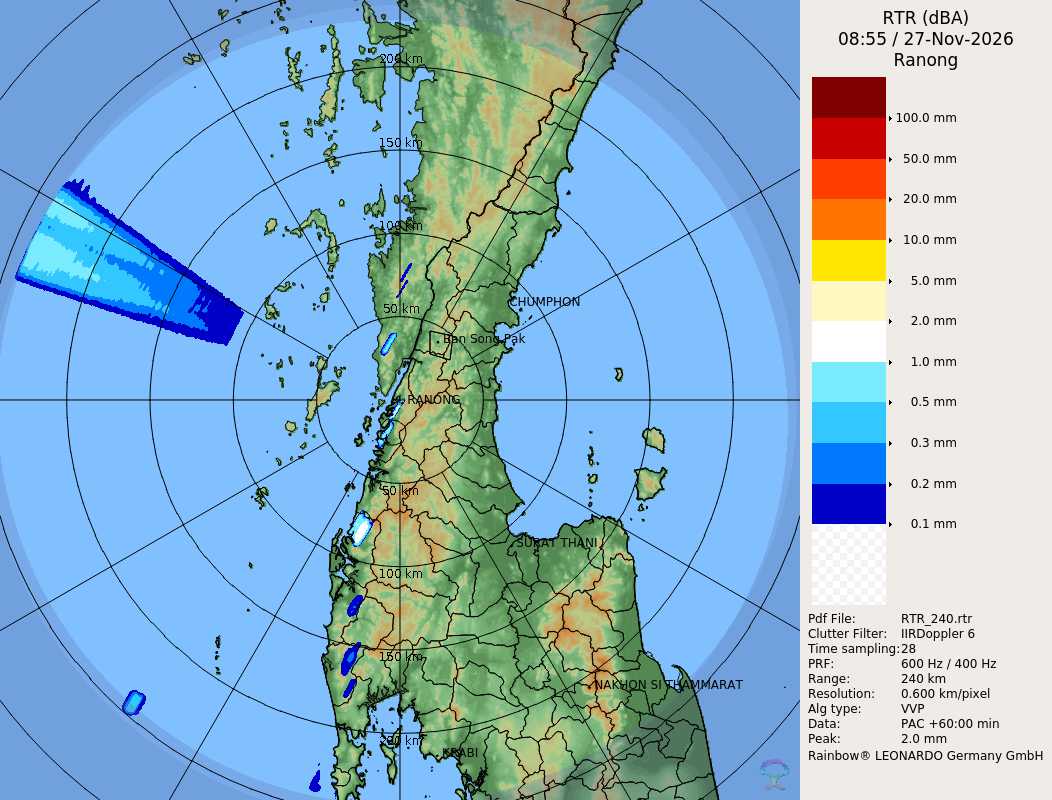 RTR (dBA)
08:55 / 27-Nov-2026
Ranong
200 km
150 km
100 km
50 km
CHUMPHON
Ban Song Pak
RANONG
50 km
SURAT THANI
100 km
150 km
NAKHON SI THAMMARAT
200 km
KRABI
100.0 mm
50.0 mm
20.0 mm
10.0 mm
5.0 mm
2.0 mm
1.0 mm
0.5 mm
0.3 mm
0.2 mm
0.1 mm
Pdf File: RTR_240.rtr
Clutter Filter: IIRDoppler 6
Time sampling:28
PRF: 600 Hz / 400 Hz
Range: 240 km
Resolution: 0.600 km/pixel
Alg type: VVP
Data: PAC +60:00 min
Peak: 2.0 mm
Rainbow® LEONARDO Germany GmbH